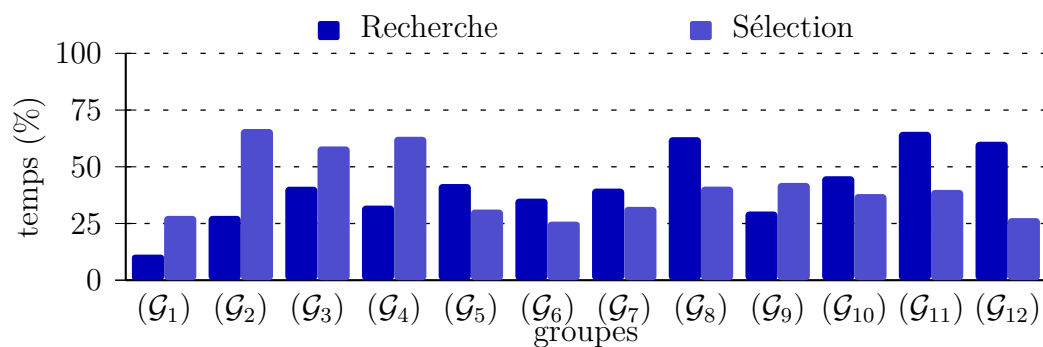 Recherche Sélection
100
75
50
25
0
temps (%)
(𝒢₁) (𝒢₂) (𝒢₃) (𝒢₄) (𝒢₅) (𝒢₆) (𝒢₇) (𝒢₈) (𝒢₉) (𝒢₁₀) (𝒢₁₁) (𝒢₁₂)
groupes